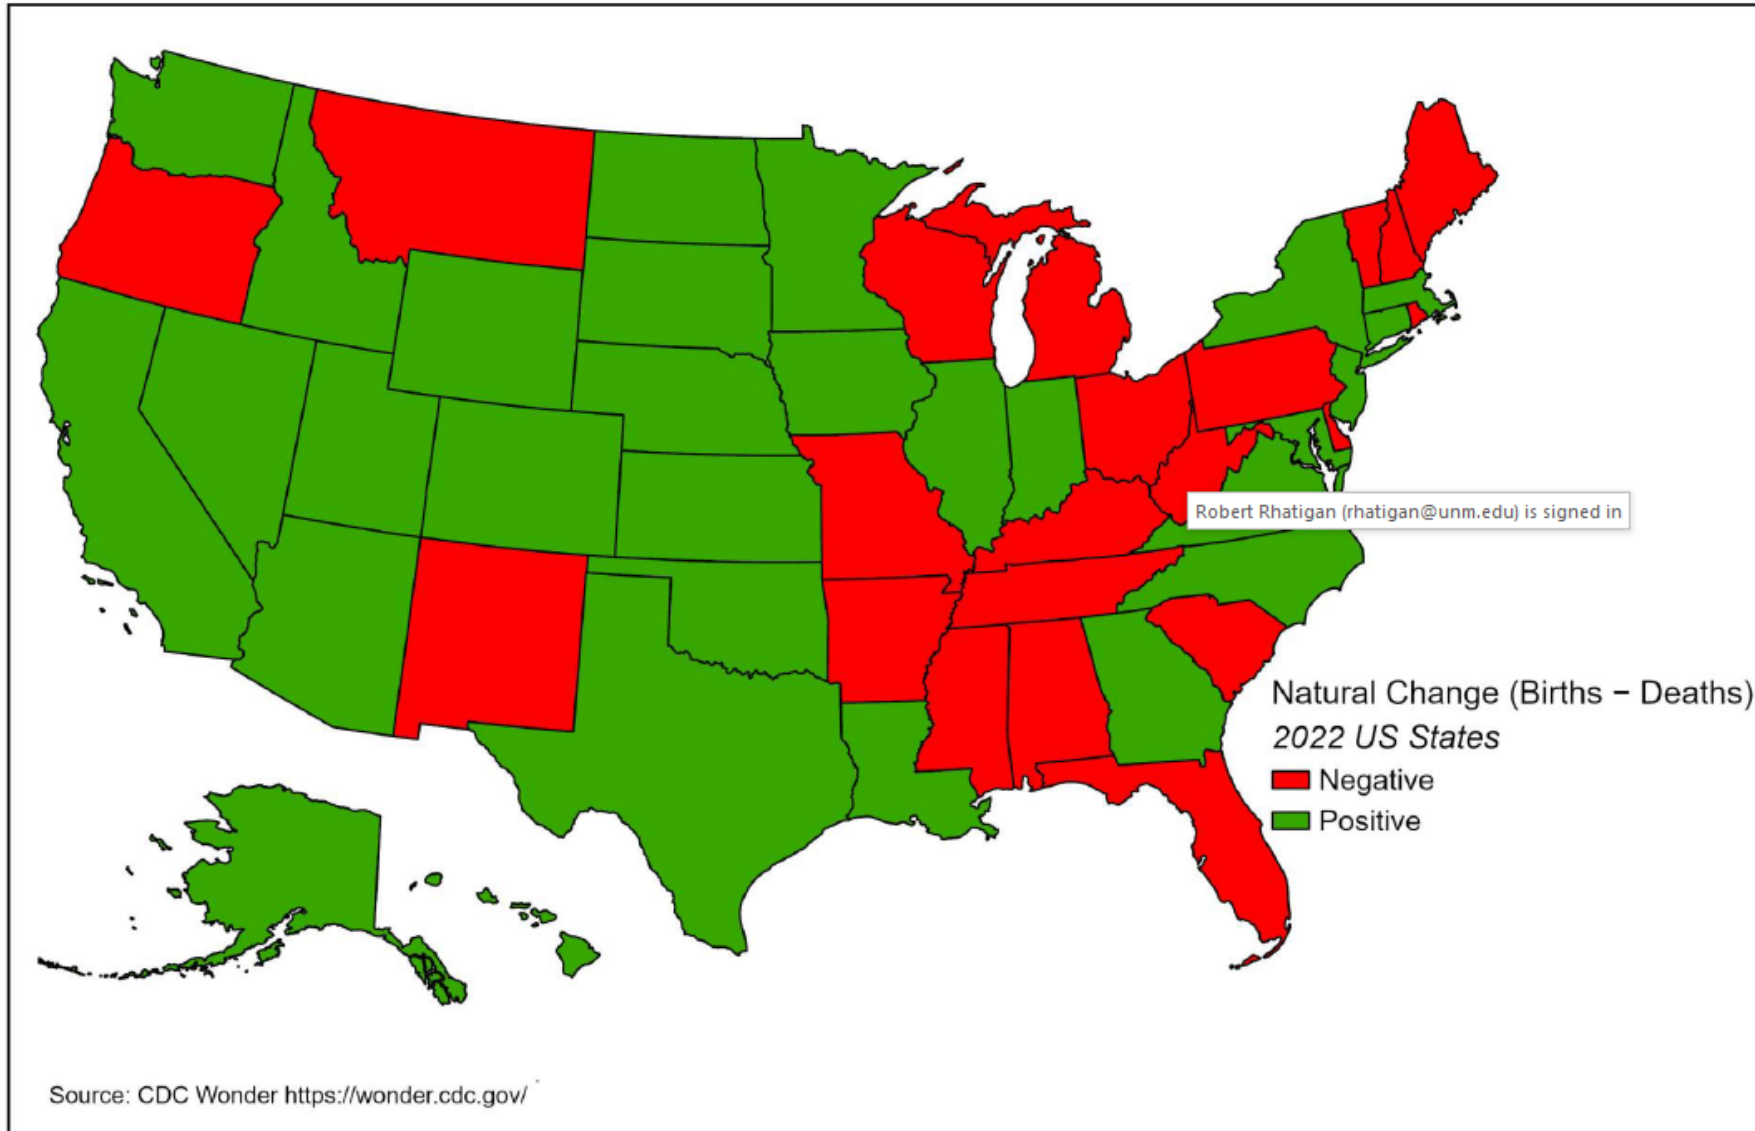 Robert Rhatigan (rhatigan@unm.edu) is signed in
Natural Change (Births − Deaths)
2022 US States
Negative
Positive
Source: CDC Wonder https://wonder.cdc.gov/